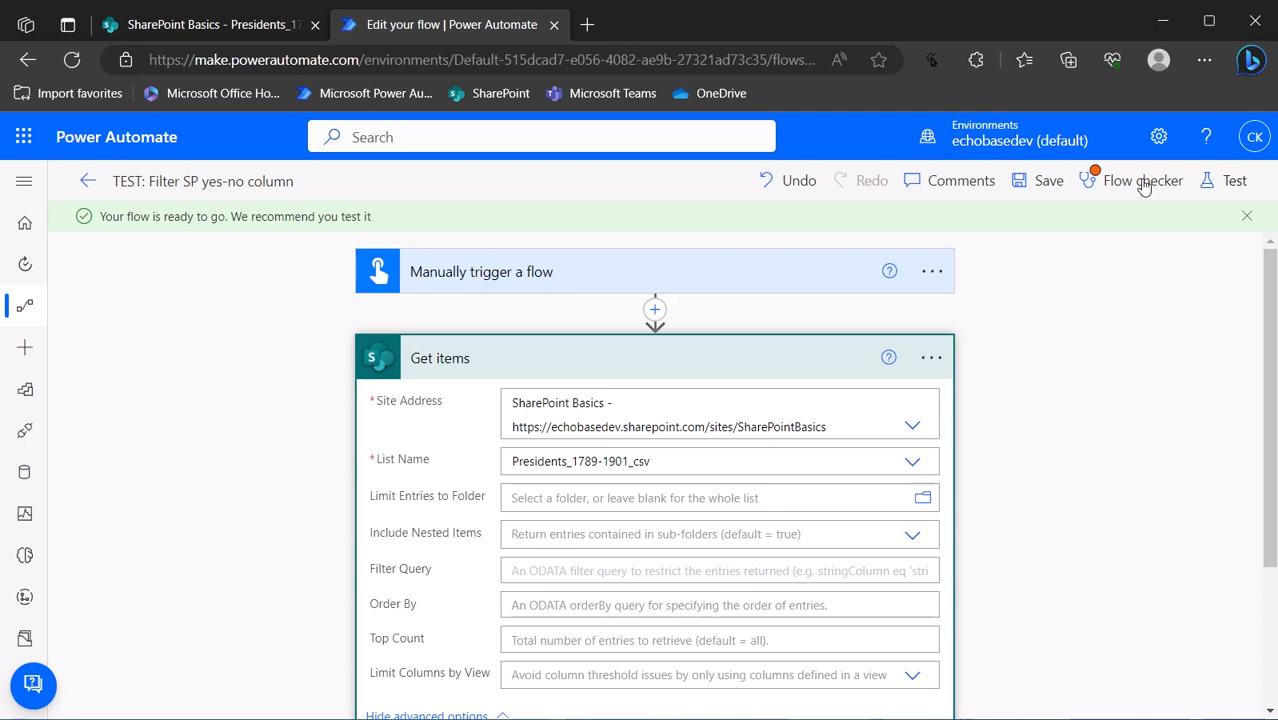 SharePoint Basics - Presidents_17
Edit your flow | Power Automate
https://make.powerautomate.com/environments/Default-515dcad7-e056-4082-ae9b-27321ad73c35/flows...
Import favorites
Microsoft Office Ho...
Microsoft Power Au...
SharePoint
Microsoft Teams
OneDrive
Power Automate
Search
Environments
echobasedev (default)
CK
TEST: Filter SP yes-no column
Undo
Redo
Comments
Save
Flow checker
Test
Your flow is ready to go. We recommend you test it
Manually trigger a flow
Get items
* Site Address
SharePoint Basics -
https://echobasedev.sharepoint.com/sites/SharePointBasics
* List Name
Presidents_1789-1901_csv
Limit Entries to Folder
Select a folder, or leave blank for the whole list
Include Nested Items
Return entries contained in sub-folders (default = true)
Filter Query
An ODATA filter query to restrict the entries returned (e.g. stringColumn eq 'stri
Order By
An ODATA orderBy query for specifying the order of entries.
Top Count
Total number of entries to retrieve (default = all).
Limit Columns by View
Avoid column threshold issues by only using columns defined in a view
Hide advanced options